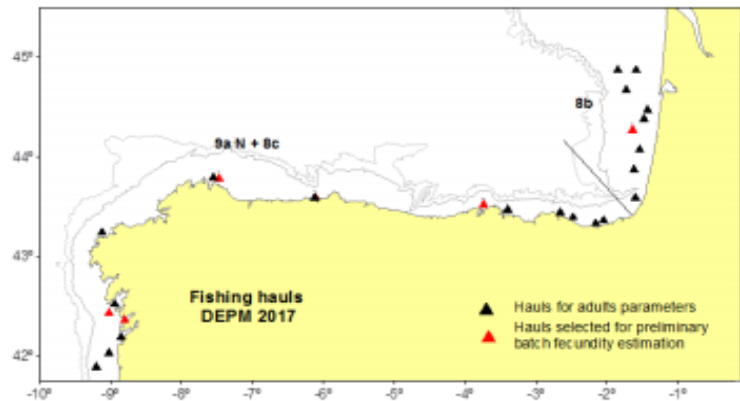 45º
8b
44º
9a N + 8c
43º
Fishing hauls
DEPM 2017
Hauls for adults parameters
Hauls selected for preliminary
batch fecundity estimation
42º
-10º -9º -8º -7º -6º -5º -4º -3º -2º -1º